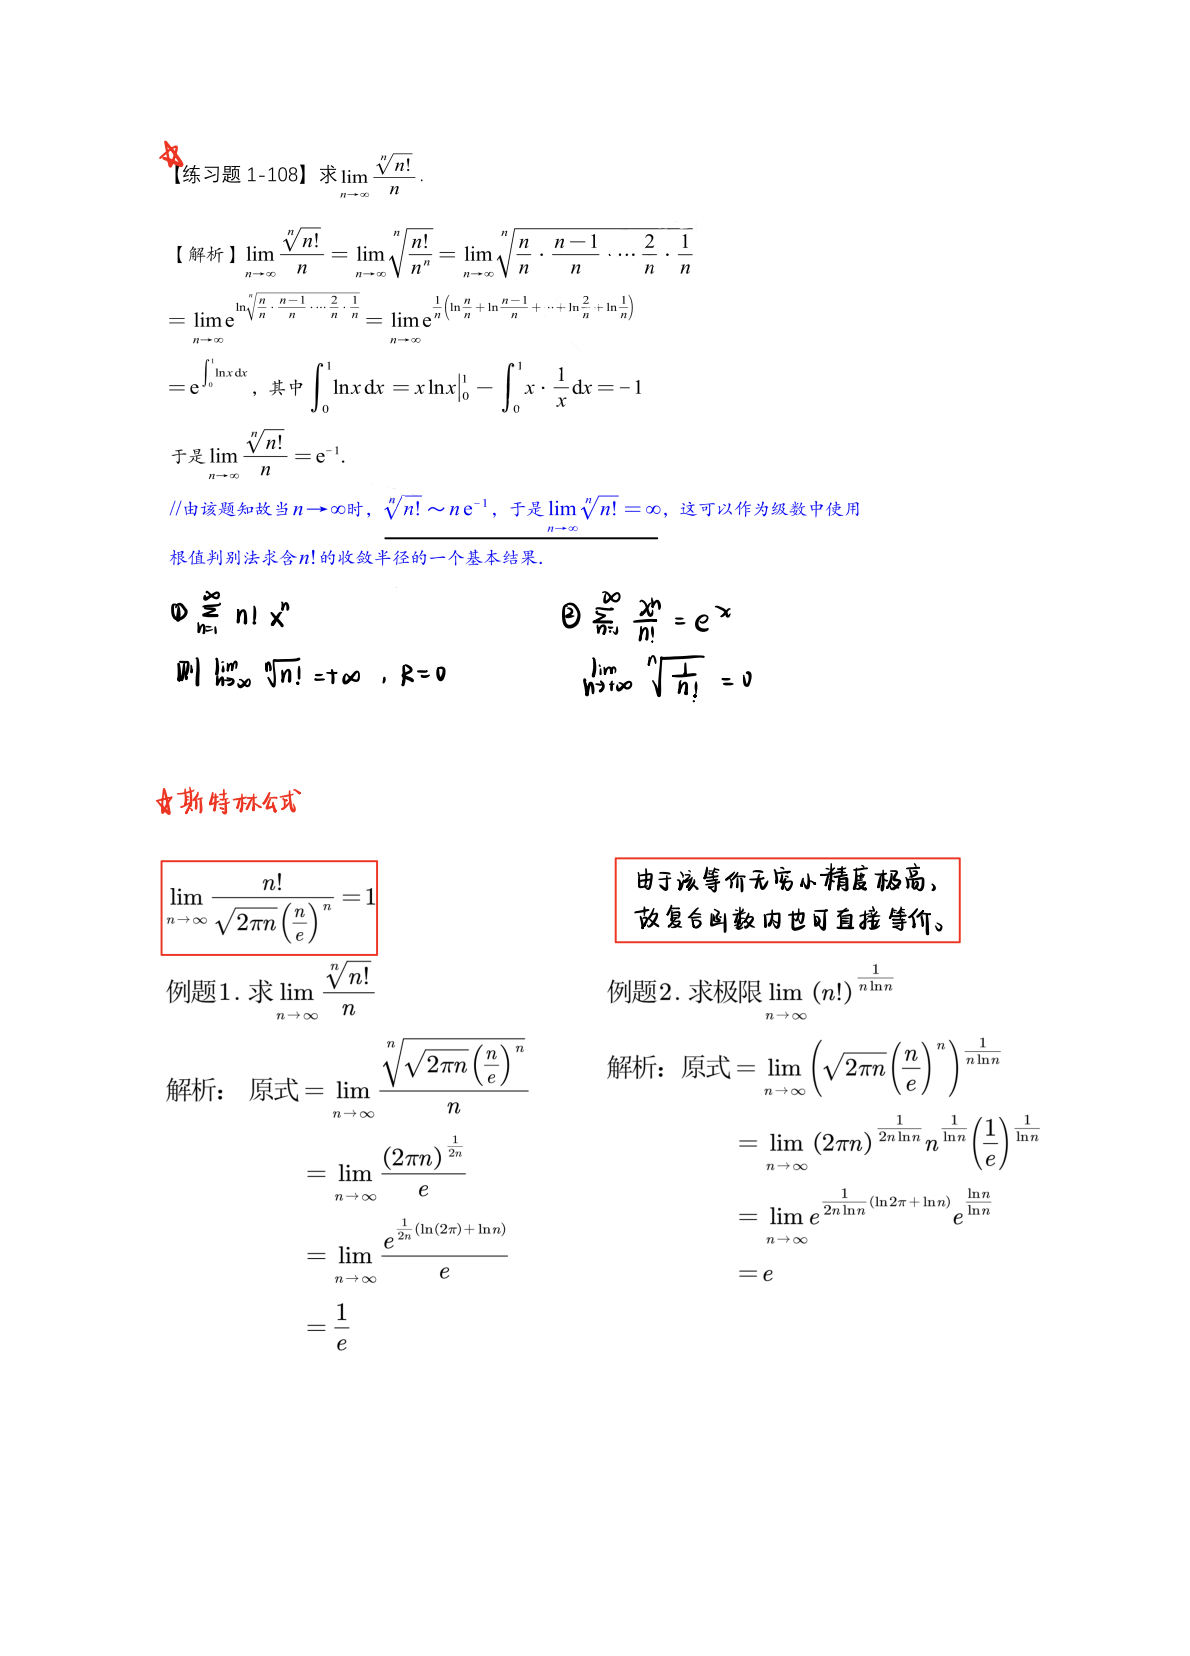 【练习题 1-108】求 $\lim_{n\to\infty}\frac{\sqrt[n]{n!}}{n}$.
【解析】$\lim_{n\to\infty}\frac{\sqrt[n]{n!}}{n}=\lim_{n\to\infty}\sqrt[n]{\frac{n!}{n^n}}=\lim_{n\to\infty}\sqrt[n]{\frac{n}{n}\cdot\frac{n-1}{n}\cdot\cdots\frac{2}{n}\cdot\frac{1}{n}}$
$=\lim_{n\to\infty}\mathrm{e}^{\ln\sqrt[n]{\frac{n}{n}\cdot\frac{n-1}{n}\cdot\cdots\frac{2}{n}\cdot\frac{1}{n}}}=\lim_{n\to\infty}\mathrm{e}^{\frac{1}{n}\left(\ln\frac{n}{n}+\ln\frac{n-1}{n}+\cdots+\ln\frac{2}{n}+\ln\frac{1}{n}\right)}$
$=\mathrm{e}^{\int_0^1\ln x\,\mathrm{d}x}$，其中$\int_0^1\ln x\,\mathrm{d}x=x\ln x|_0^1-\int_0^1 x\cdot\frac{1}{x}\mathrm{d}x=-1$
于是$\lim_{n\to\infty}\frac{\sqrt[n]{n!}}{n}=\mathrm{e}^{-1}$.
//由该题知故当$n\to\infty$时，$\sqrt[n]{n!}\sim n\mathrm{e}^{-1}$，于是$\lim_{n\to\infty}\sqrt[n]{n!}=\infty$，这可以作为级数中使用
根值判别法求含$n!$的收敛半径的一个基本结果.
① $\sum_{n=1}^{\infty}n!\,x^n$
则 $\lim_{n\to\infty}\sqrt[n]{n!}=+\infty$，R=0
② $\sum_{n=1}^{\infty}\frac{x^n}{n!}=e^x$
$\lim_{n\to+\infty}\sqrt[n]{\frac{1}{n!}}=0$
☆斯特林公式
$\lim_{n\to\infty}\frac{n!}{\sqrt{2\pi n}\left(\frac{n}{e}\right)^n}=1$
由于该等价无穷小精度极高、
故复合函数内也可直接等价。
例题1. 求$\lim_{n\to\infty}\frac{\sqrt[n]{n!}}{n}$
解析： 原式$=\lim_{n\to\infty}\frac{\sqrt[n]{\sqrt{2\pi n}\left(\frac{n}{e}\right)^n}}{n}$
$=\lim_{n\to\infty}\frac{(2\pi n)^{\frac{1}{2n}}}{e}$
$=\lim_{n\to\infty}\frac{e^{\frac{1}{2n}(\ln(2\pi)+\ln n)}}{e}$
$=\frac{1}{e}$
例题2. 求极限$\lim_{n\to\infty}(n!)^{\frac{1}{n\ln n}}$
解析：原式$=\lim_{n\to\infty}\left(\sqrt{2\pi n}\left(\frac{n}{e}\right)^n\right)^{\frac{1}{n\ln n}}$
$=\lim_{n\to\infty}(2\pi n)^{\frac{1}{2n\ln n}}n^{\frac{1}{\ln n}}\left(\frac{1}{e}\right)^{\frac{1}{\ln n}}$
$=\lim_{n\to\infty}e^{\frac{1}{2n\ln n}(\ln 2\pi+\ln n)}e^{\frac{\ln n}{\ln n}}$
$=e$